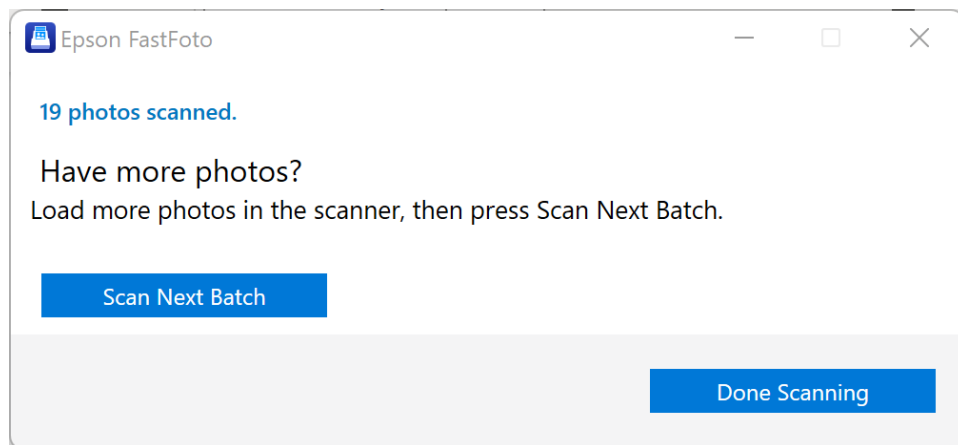 Epson FastFoto
19 photos scanned.
Have more photos?
Load more photos in the scanner, then press Scan Next Batch.
Scan Next Batch
Done Scanning